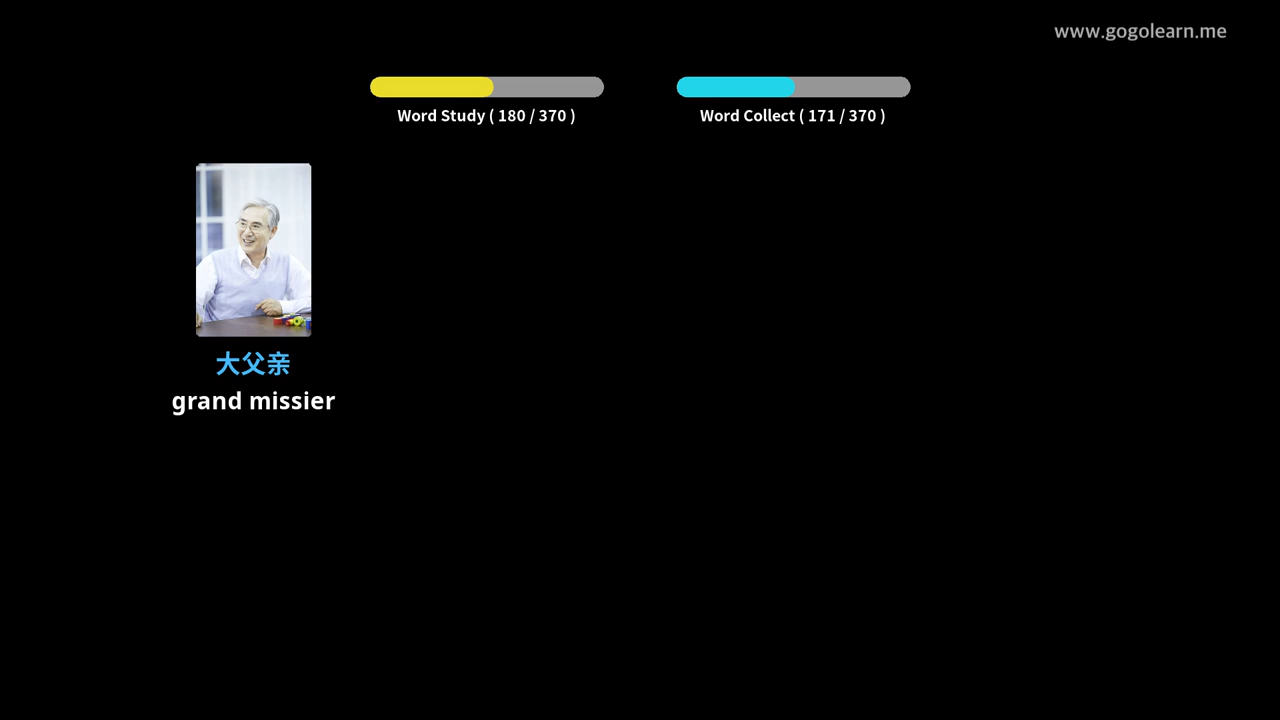 www.gogolearn.me
Word Study ( 180 / 370 )
Word Collect ( 171 / 370 )
大父亲
grand missier